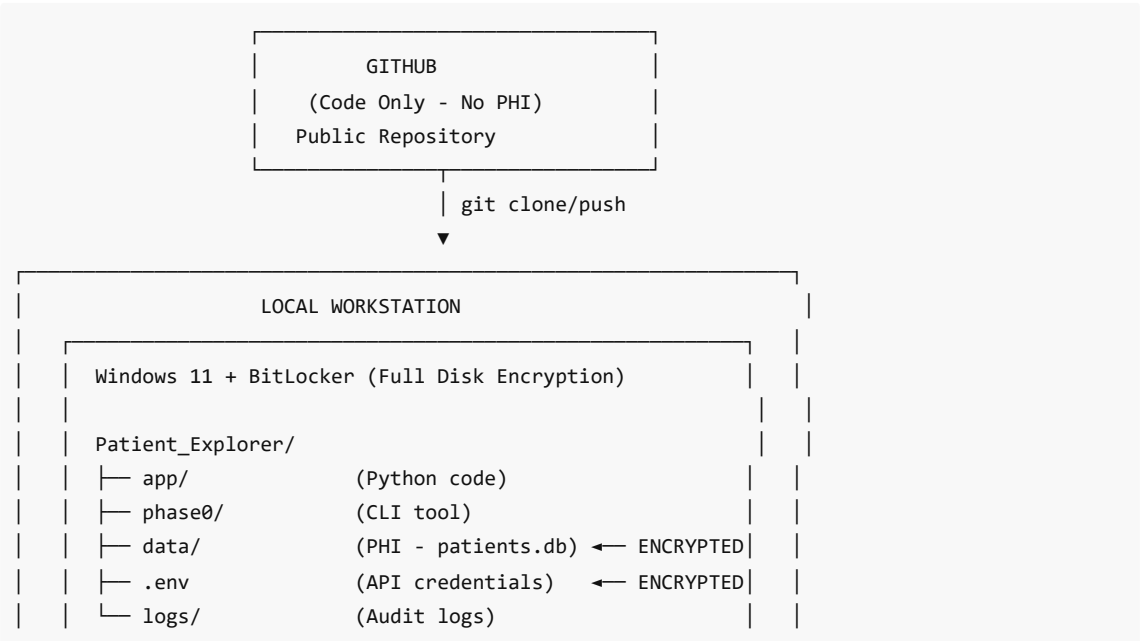 GITHUB
(Code Only - No PHI)
Public Repository
git clone/push
LOCAL WORKSTATION
Windows 11 + BitLocker (Full Disk Encryption)
Patient_Explorer/
├── app/ (Python code)
├── phase0/ (CLI tool)
├── data/ (PHI - patients.db) ◄── ENCRYPTED
├── .env (API credentials) ◄── ENCRYPTED
└── logs/ (Audit logs)